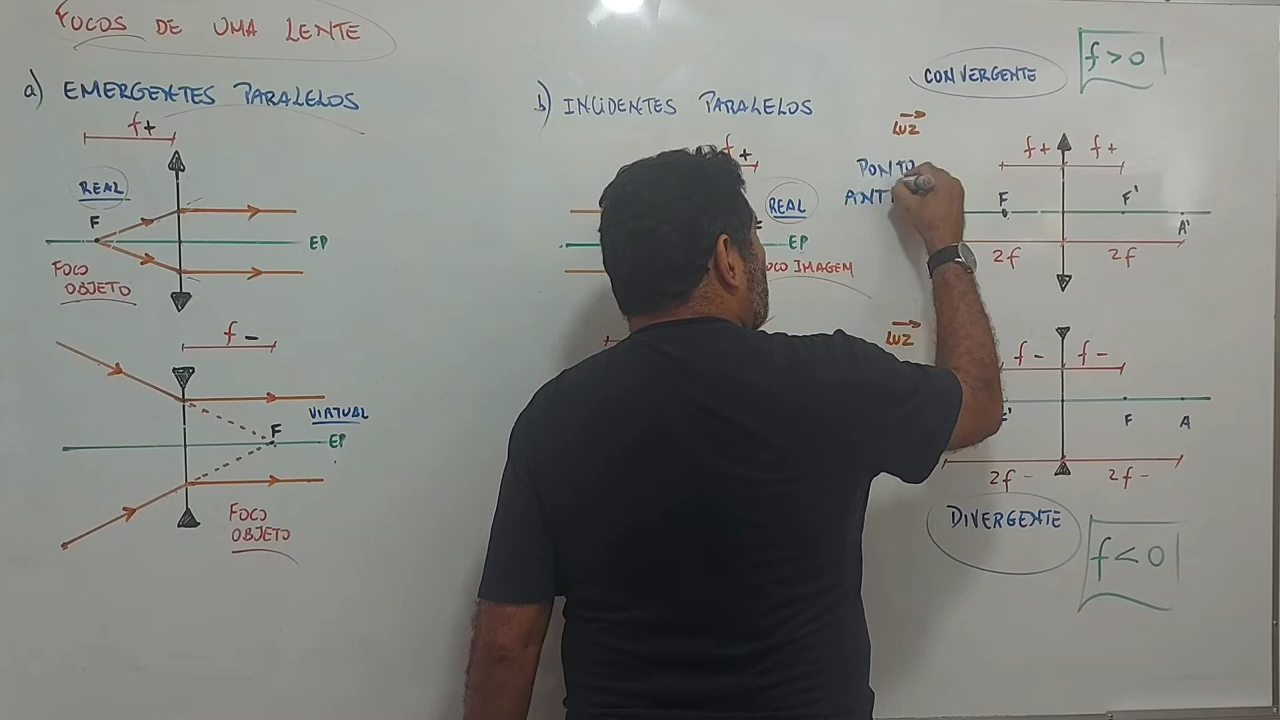 FOCOS DE UMA LENTE
a) EMERGENTES PARALELOS
f+
REAL
F
EP
FOCO
OBJETO
f -
VIRTUAL
F
EP
FOCO
OBJETO
b) INCIDENTES PARALELOS
f+
REAL
EP
FOCO IMAGEM
CONVERGENTE
f > 0
LUZ
PONTO
ANT
f+ f+
F F'
A'
2f 2f
LUZ
f - f -
F' F A
2f - 2f -
DIVERGENTE
f < 0